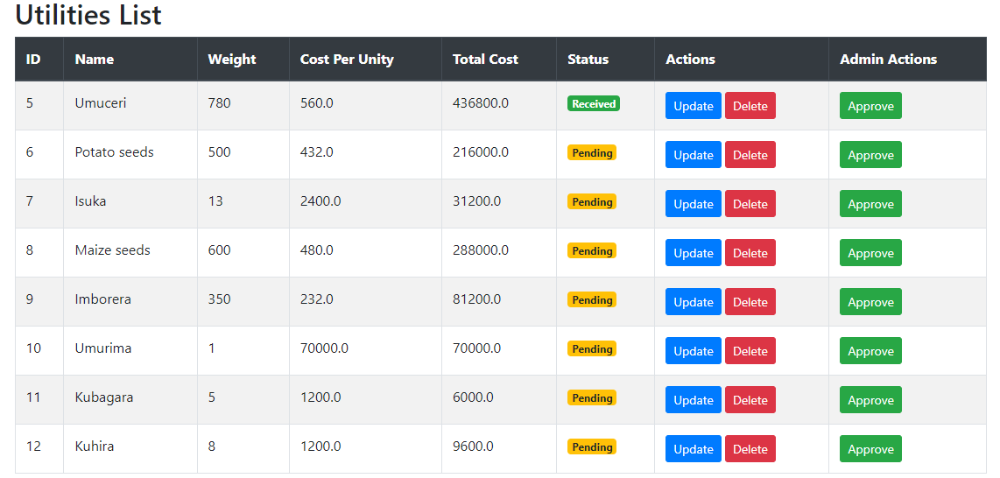 Utilities List
ID Name Weight Cost Per Unity Total Cost Status Actions Admin Actions
5 Umuceri 780 560.0 436800.0 Received Update Delete Approve
6 Potato seeds 500 432.0 216000.0 Pending Update Delete Approve
7 Isuka 13 2400.0 31200.0 Pending Update Delete Approve
8 Maize seeds 600 480.0 288000.0 Pending Update Delete Approve
9 Imborera 350 232.0 81200.0 Pending Update Delete Approve
10 Umurima 1 70000.0 70000.0 Pending Update Delete Approve
11 Kubagara 5 1200.0 6000.0 Pending Update Delete Approve
12 Kuhira 8 1200.0 9600.0 Pending Update Delete Approve